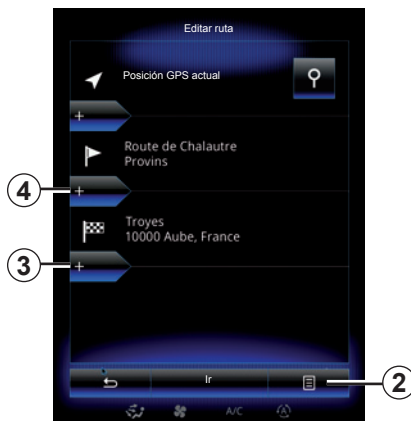 Editar ruta
Posición GPS actual
+
Route de Chalautre
Provins
4
+
Troyes
10000 Aube, France
3
+
Ir
2
A/C
A